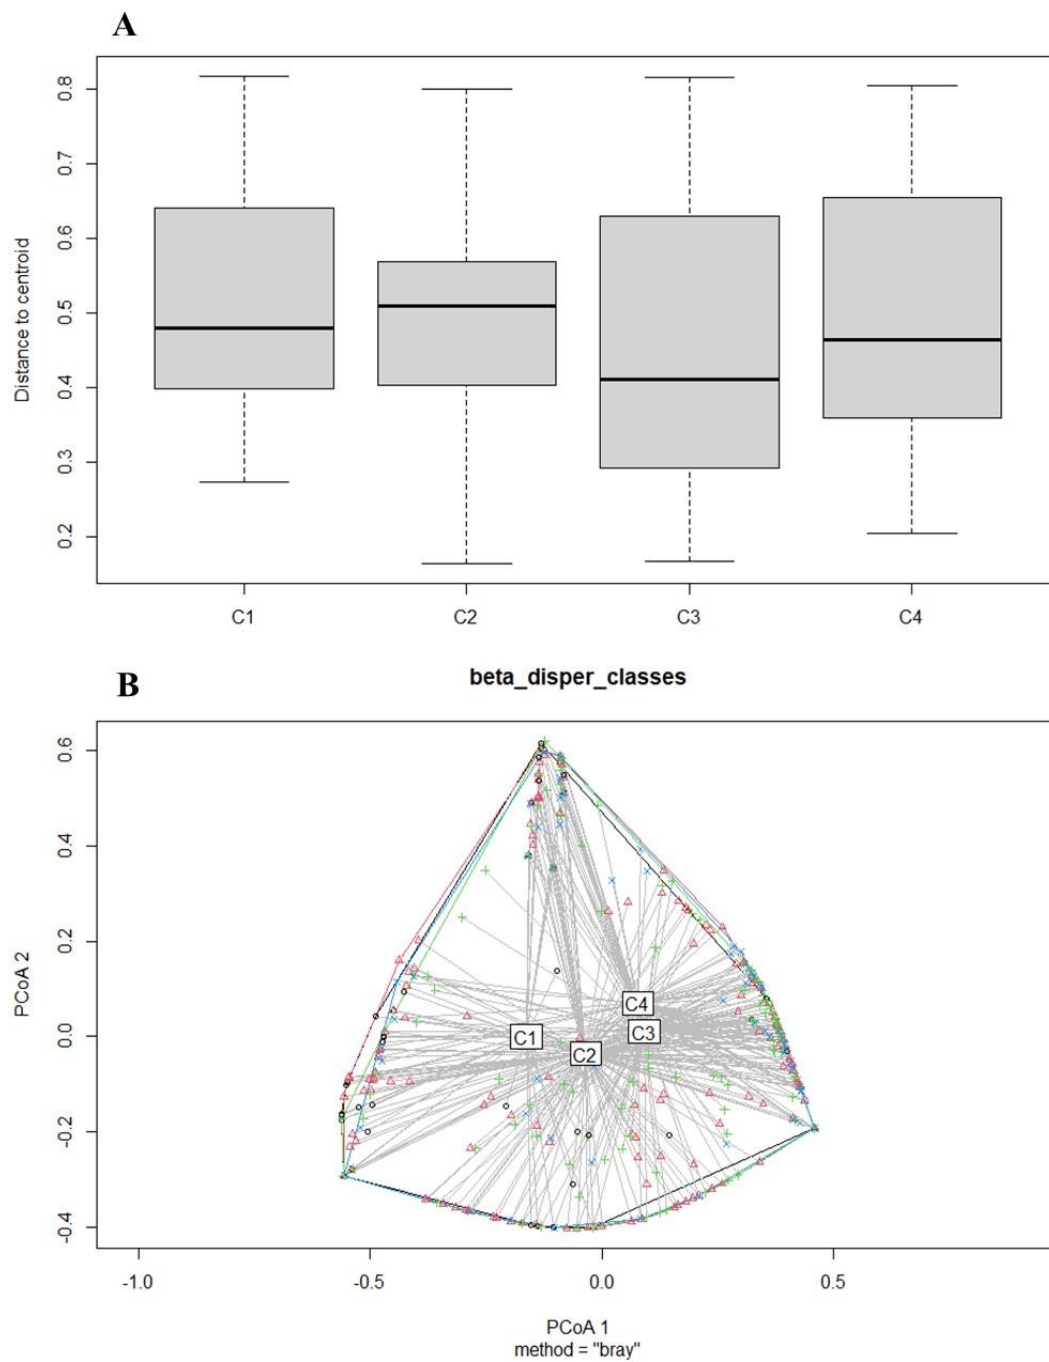 A
0.8
0.7
0.6
0.5
0.4
0.3
0.2
Distance to centroid
C1 C2 C3 C4
B
beta_disper_classes
0.6
0.4
0.2
0.0
-0.2
-0.4
PCoA 2
C4
C3
C1
C2
-1.0 -0.5 0.0 0.5
PCoA 1
method = "bray"